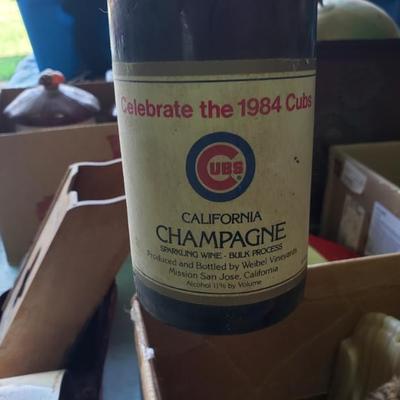 Celebrate the 1984 Cubs
CUBS
CALIFORNIA
CHAMPAGNE
SPARKLING WINE - BULK PROCESS
Produced and Bottled by Weibel Vineyards
Mission San Jose, California
Alcohol 11% by Volume